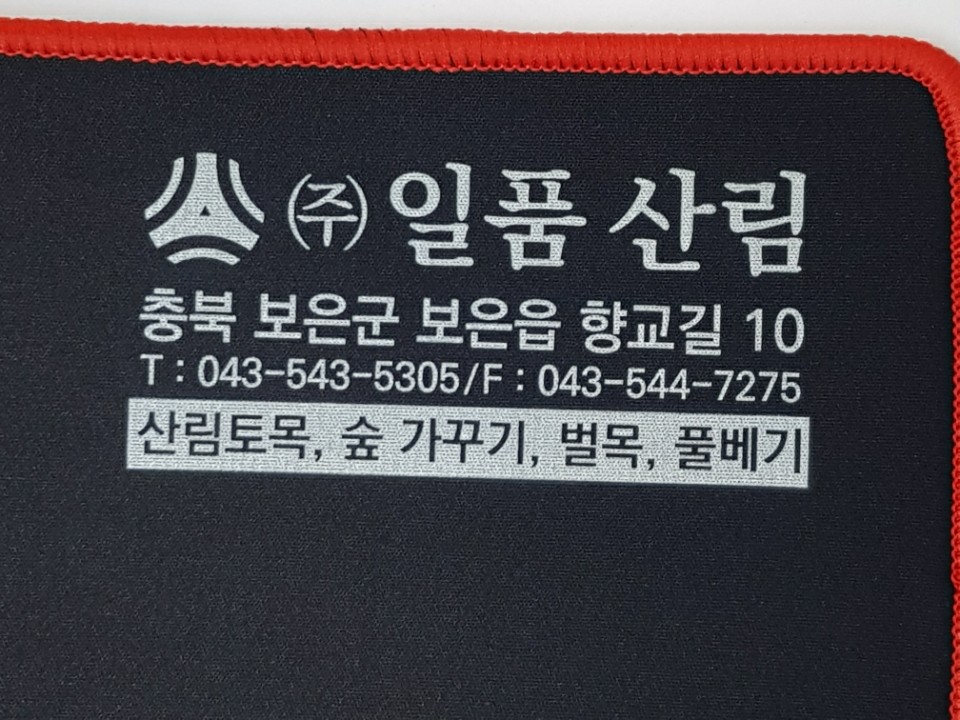 ㈜일품 산림
충북 보은군 보은읍 향교길 10
T : 043-543-5305/F : 043-544-7275
산림토목, 숲 가꾸기, 벌목, 풀베기